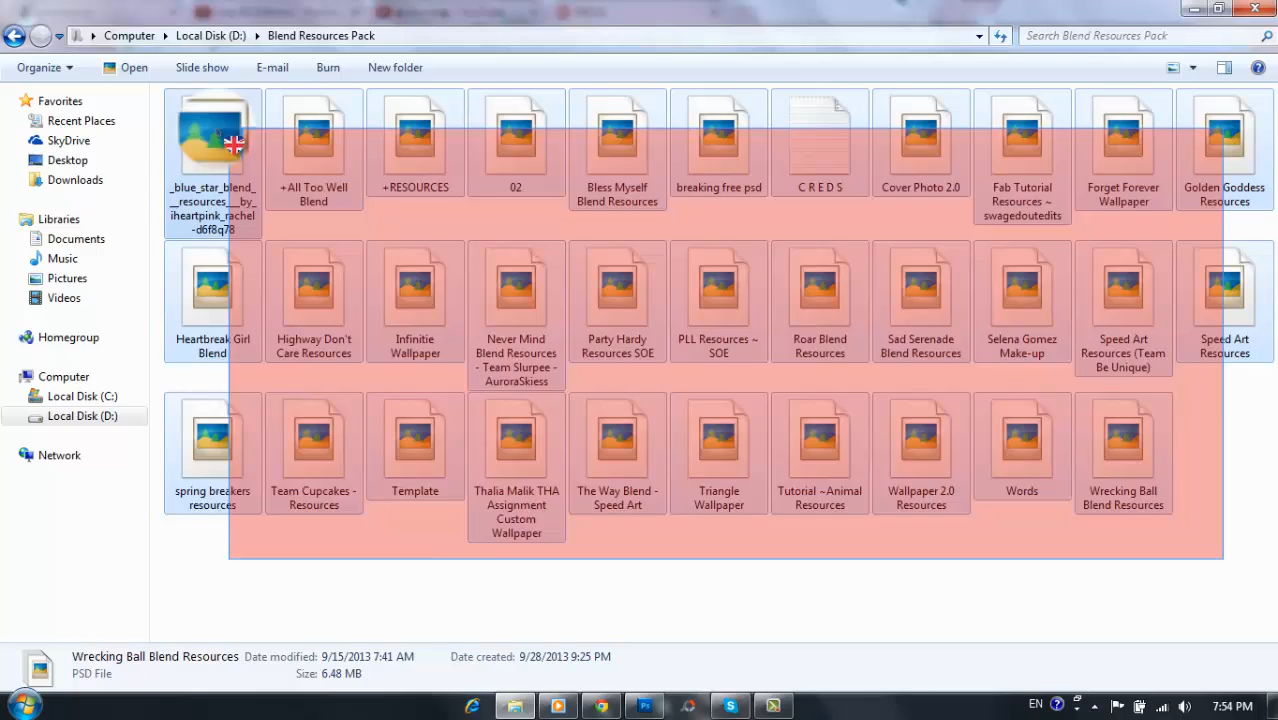 Computer Local Disk (D:) Blend Resources Pack Search Blend Resources Pack
Organize Open Slide show E-mail Burn New folder
Favorites
Recent Places
SkyDrive
Desktop
Downloads
Libraries
Documents
Music
Pictures
Videos
Homegroup
Computer
Local Disk (C:)
Local Disk (D:)
Network
_blue_star_blend_
_resources___by_
iheartpink_rachel
-d6f8q78
+All Too Well
Blend
+RESOURCES
02
Bless Myself
Blend Resources
breaking free psd
C R E D S
Cover Photo 2.0
Fab Tutorial
Resources ~
swagedoutedits
Forget Forever
Wallpaper
Golden Goddess
Resources
Heartbreak Girl
Blend
Highway Don't
Care Resources
Infinitie
Wallpaper
Never Mind
Blend Resources
- Team Slurpee -
AuroraSkiess
Party Hardy
Resources SOE
PLL Resources ~
SOE
Roar Blend
Resources
Sad Serenade
Blend Resources
Selena Gomez
Make-up
Speed Art
Resources (Team
Be Unique)
Speed Art
Resources
spring breakers
resources
Team Cupcakes -
Resources
Template
Thalia Malik THA
Assignment
Custom
Wallpaper
The Way Blend -
Speed Art
Triangle
Wallpaper
Tutorial ~Animal
Resources
Wallpaper 2.0
Resources
Words
Wrecking Ball
Blend Resources
Wrecking Ball Blend Resources Date modified: 9/15/2013 7:41 AM Date created: 9/28/2013 9:25 PM
PSD File Size: 6.48 MB
EN 7:54 PM